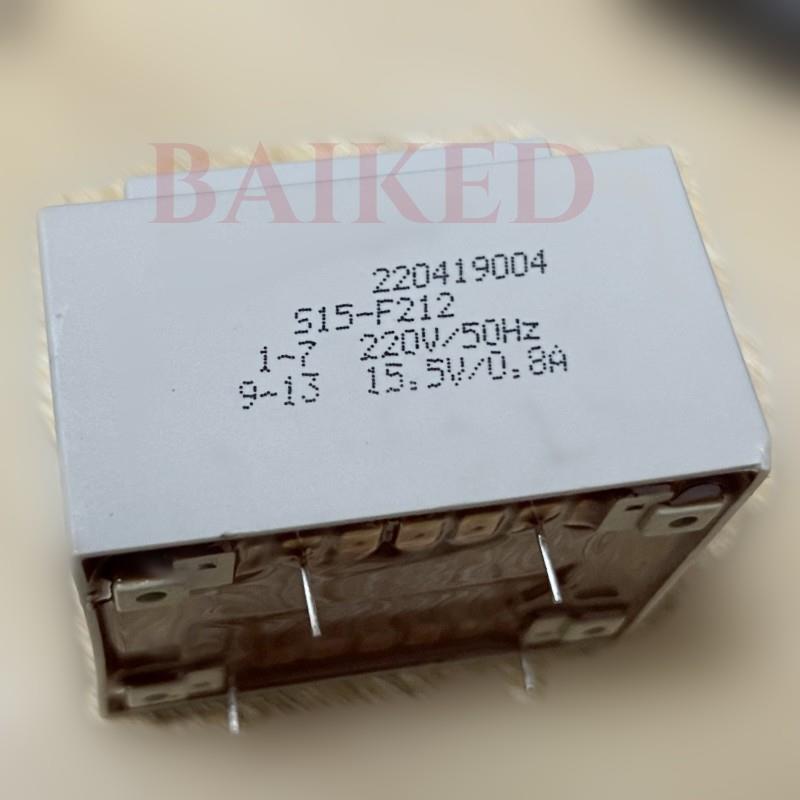 BAIKED
220419004
S15-F212
1-7 220V/50Hz
9-13 15.5V/0.8A